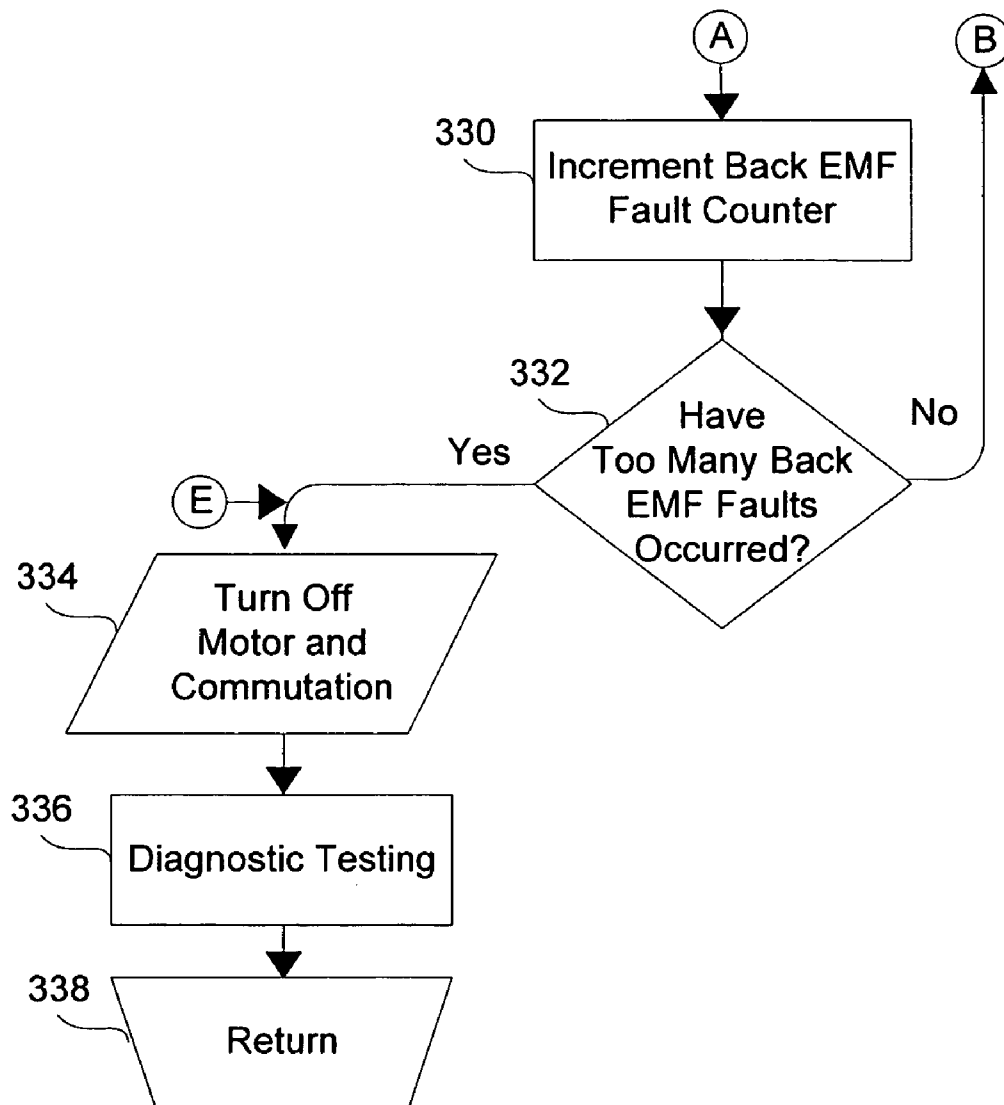 A
B
330
Increment Back EMF
Fault Counter
332
Have
Too Many Back
EMF Faults
Occurred?
No
Yes
E
334
Turn Off
Motor and
Commutation
336
Diagnostic Testing
338
Return